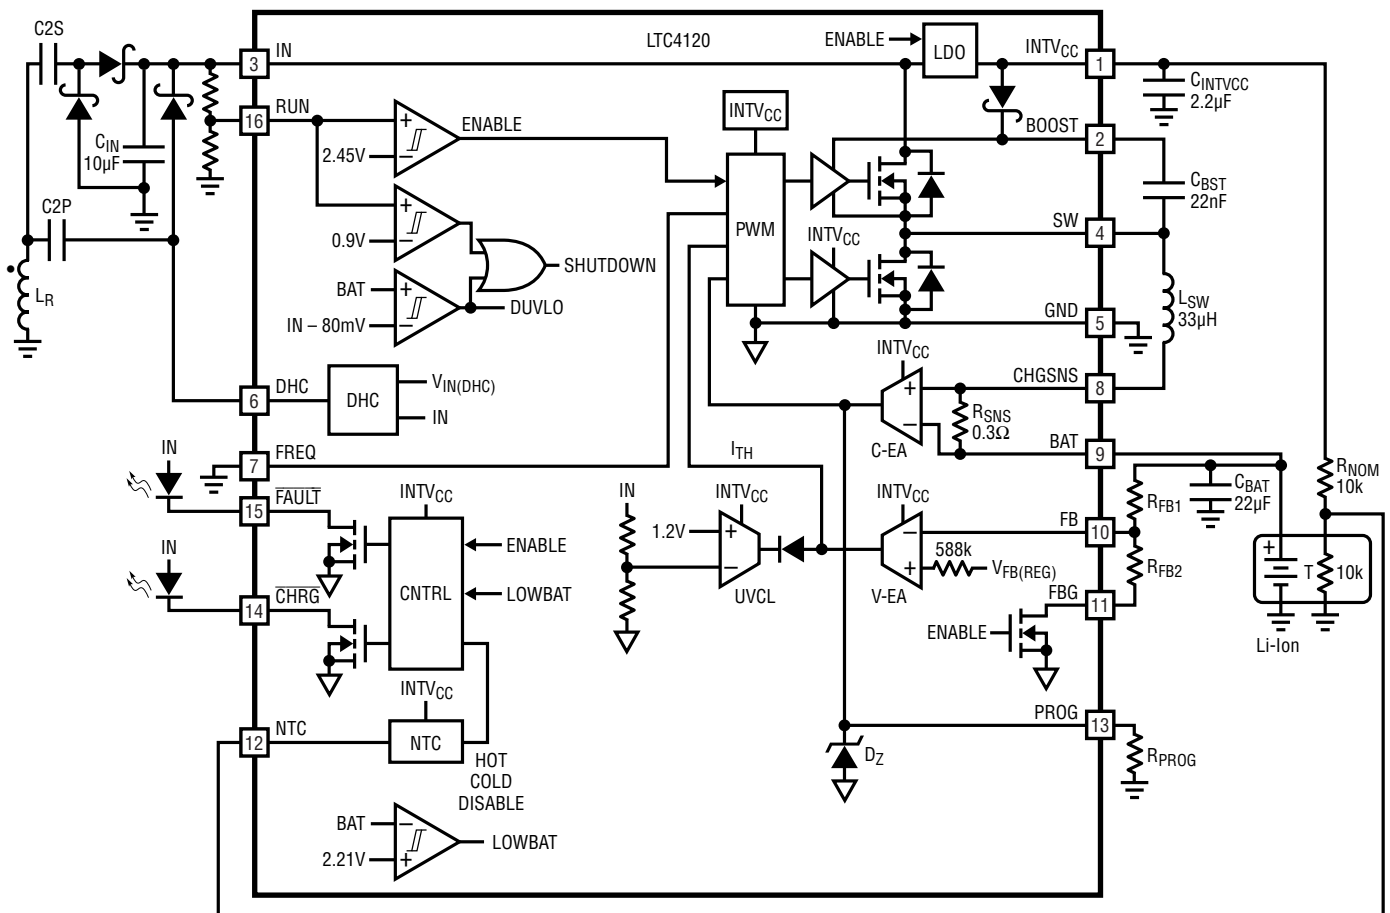 C2S
IN
3
LTC4120
ENABLE
LDO
INTVCC
1
CINTVCC
2.2µF
RUN
16
2.45V
+
−
ENABLE
INTVCC
BOOST
2
CIN
10µF
CBST
22nF
C2P
0.9V
+
−
PWM
INTVCC
SW
4
SHUTDOWN
LR
BAT
IN – 80mV
+
−
DUVLO
GND
5
LSW
33µH
DHC
6
DHC
VIN(DHC)
IN
INTVCC
+
−
C-EA
CHGSNS
8
RSNS
0.3Ω
BAT
9
IN
FREQ
7
ITH
RNOM
10k
FAULT
15
INTVCC
IN
INTVCC
1.2V
+
−
UVCL
INTVCC
−
+
V-EA
FB
10
RFB1
CBAT
22µF
588k
VFB(REG)
RFB2
+
T
10k
Li-Ion
IN
ENABLE
CNTRL
LOWBAT
CHRG
14
FBG
11
ENABLE
INTVCC
NTC
12
NTC
HOT
COLD
DISABLE
PROG
13
DZ
RPROG
BAT
2.21V
−
+
LOWBAT